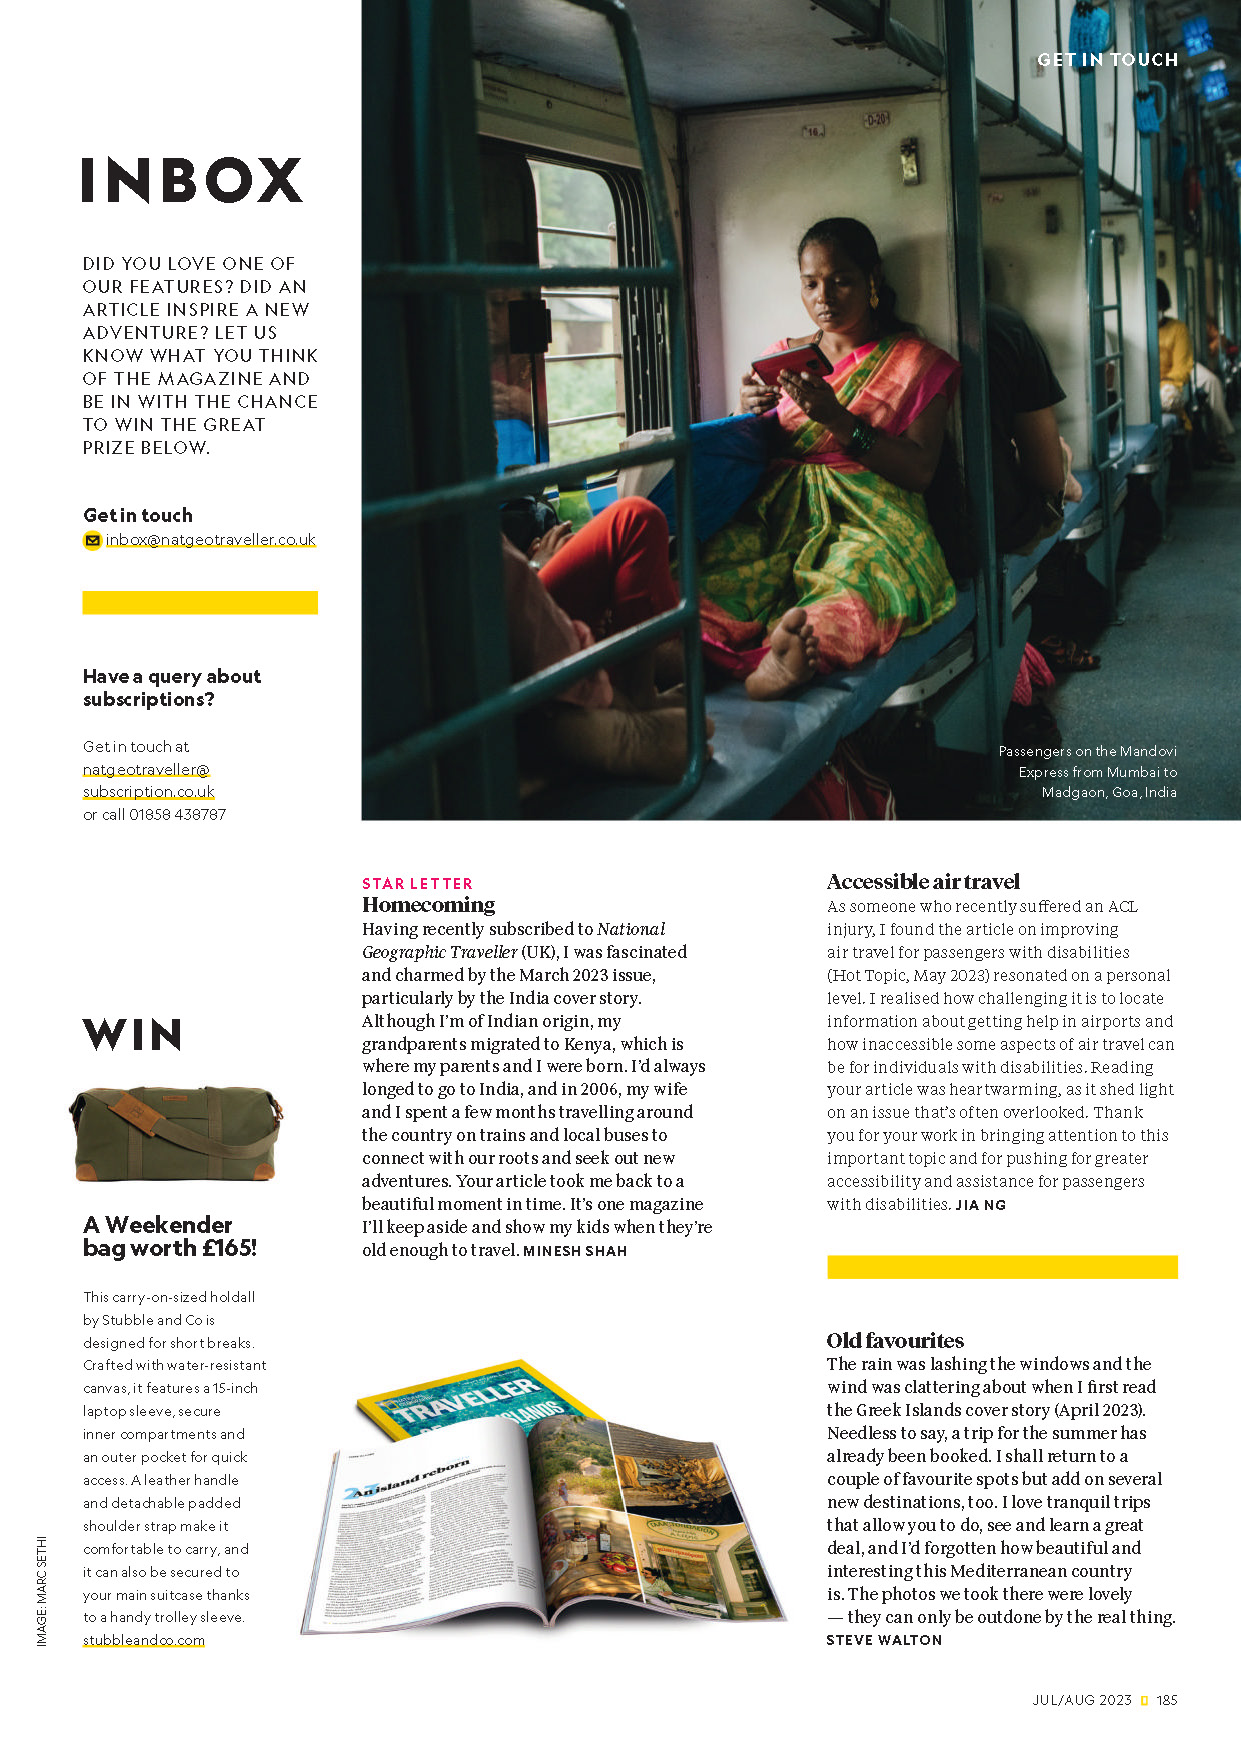 GET IN TOUCH
INBOX
DID YOU LOVE ONE OF
OUR FEATURES? DID AN
ARTICLE INSPIRE A NEW
ADVENTURE? LET US
KNOW WHAT YOU THINK
OF THE MAGAZINE AND
BE IN WITH THE CHANCE
TO WIN THE GREAT
PRIZE BELOW.
Get in touch
inbox@natgeotraveller.co.uk
Have a query about
subscriptions?
Get in touch at
natgeotraveller@
subscription.co.uk
or call 01858 438787
16
D-20
Passengers on the Mandovi
Express from Mumbai to
Madgaon, Goa, India
WIN
A Weekender
bag worth £165!
This carry-on-sized holdall
by Stubble and Co is
designed for short breaks.
Crafted with water-resistant
canvas, it features a 15-inch
laptop sleeve, secure
inner compartments and
an outer pocket for quick
access. A leather handle
and detachable padded
shoulder strap make it
comfortable to carry, and
it can also be secured to
your main suitcase thanks
to a handy trolley sleeve.
stubbleandco.com
IMAGE: MARC SETHI
STAR LETTER
Homecoming
Having recently subscribed to National
Geographic Traveller (UK), I was fascinated
and charmed by the March 2023 issue,
particularly by the India cover story.
Although I'm of Indian origin, my
grandparents migrated to Kenya, which is
where my parents and I were born. I'd always
longed to go to India, and in 2006, my wife
and I spent a few months travelling around
the country on trains and local buses to
connect with our roots and seek out new
adventures. Your article took me back to a
beautiful moment in time. It's one magazine
I'll keep aside and show my kids when they're
old enough to travel. MINESH SHAH
TRAVELLER
ISLANDS
An island reborn
Accessible air travel
As someone who recently suffered an ACL
injury, I found the article on improving
air travel for passengers with disabilities
(Hot Topic, May 2023) resonated on a personal
level. I realised how challenging it is to locate
information about getting help in airports and
how inaccessible some aspects of air travel can
be for individuals with disabilities. Reading
your article was heartwarming, as it shed light
on an issue that's often overlooked. Thank
you for your work in bringing attention to this
important topic and for pushing for greater
accessibility and assistance for passengers
with disabilities. JIA NG
Old favourites
The rain was lashing the windows and the
wind was clattering about when I first read
the Greek Islands cover story (April 2023).
Needless to say, a trip for the summer has
already been booked. I shall return to a
couple of favourite spots but add on several
new destinations, too. I love tranquil trips
that allow you to do, see and learn a great
deal, and I'd forgotten how beautiful and
interesting this Mediterranean country
is. The photos we took there were lovely
— they can only be outdone by the real thing.
STEVE WALTON
JUL/AUG 2023 185